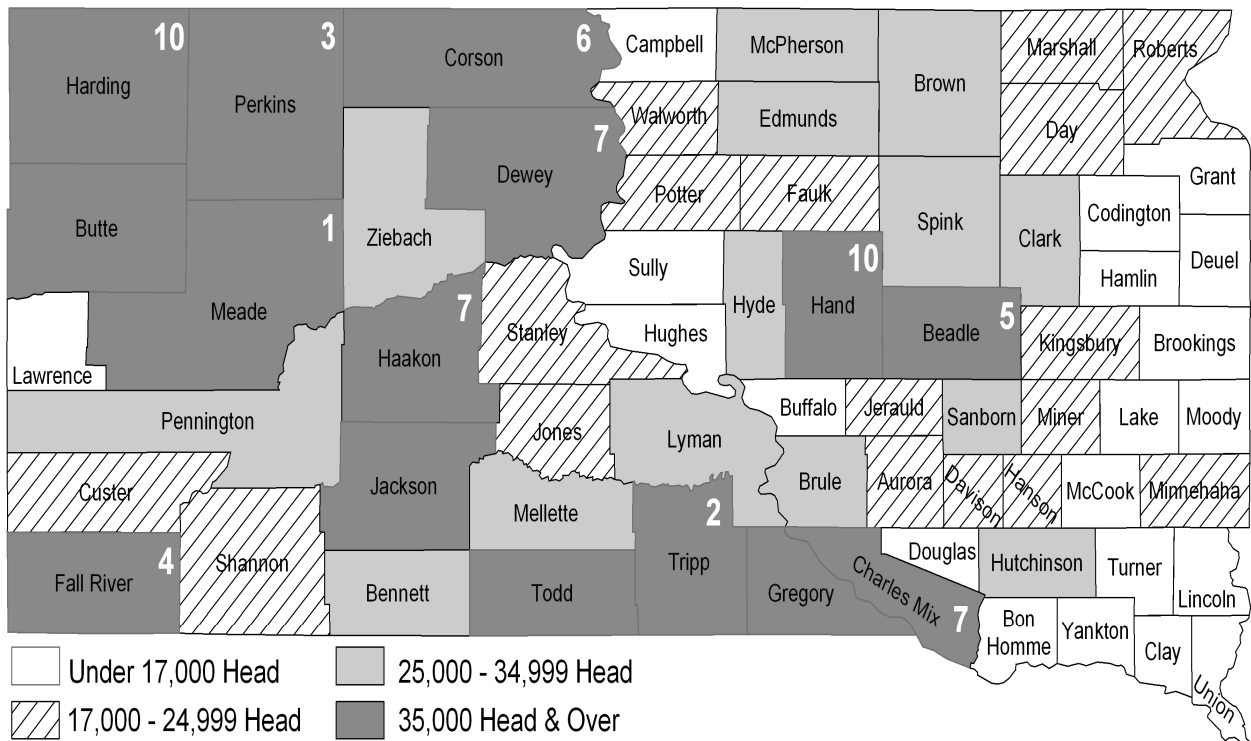 10
3
6
Harding
Perkins
Corson
Campbell
McPherson
Brown
Marshall
Roberts
Walworth
Edmunds
Day
7
Dewey
Grant
Butte
1
Ziebach
Potter
Faulk
Spink
Clark
Codington
Deuel
Hamlin
Sully
Hyde
10
Hand
Meade
7
Haakon
Stanley
Hughes
Beadle
5
Kingsbury
Brookings
Lawrence
Pennington
Jones
Lyman
Buffalo
Jerauld
Sanborn
Miner
Lake
Moody
Custer
Jackson
Mellette
Brule
Aurora
Davison
Hanson
McCook
Minnehaha
2
4
Fall River
Shannon
Bennett
Todd
Tripp
Gregory
Charles Mix
7
Douglas
Hutchinson
Turner
Lincoln
Bon
Homme
Yankton
Clay
Union
Under 17,000 Head
25,000 - 34,999 Head
17,000 - 24,999 Head
35,000 Head & Over